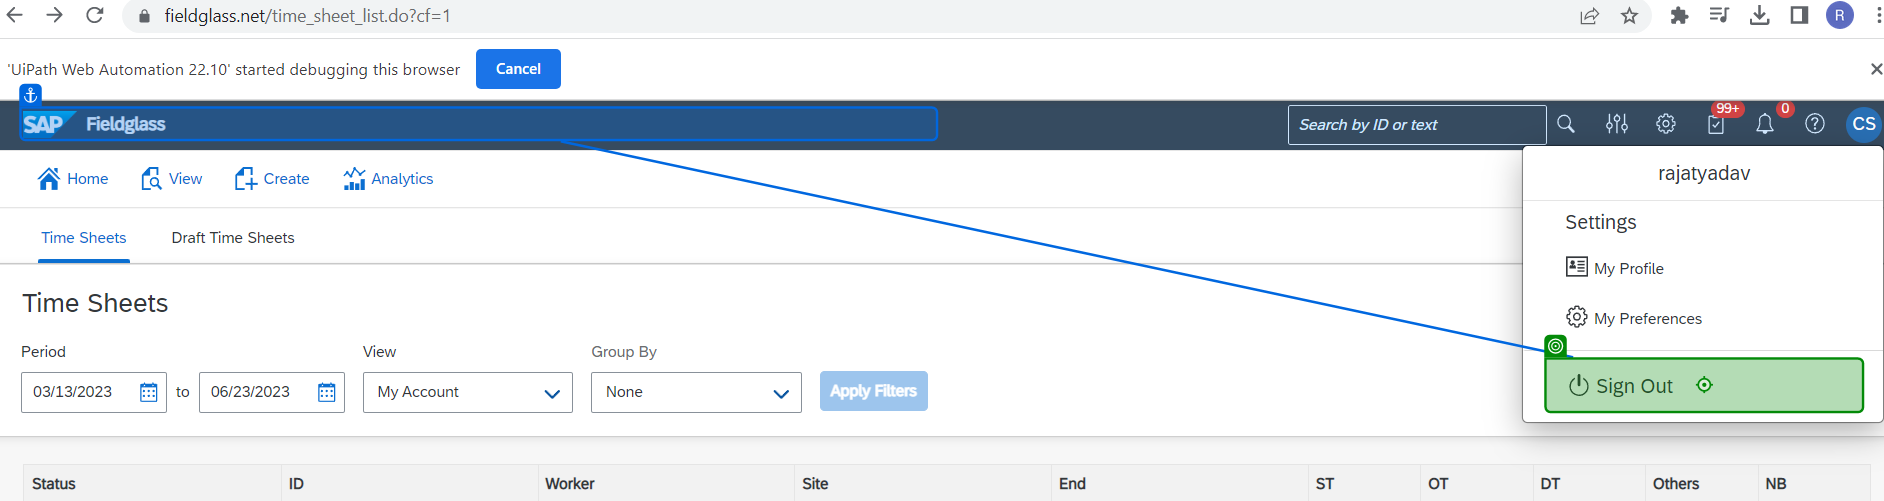 fieldglass.net/time_sheet_list.do?cf=1
R
'UiPath Web Automation 22.10' started debugging this browser Cancel
SAP Fieldglass
Search by ID or text
99+
0
CS
Home View Create Analytics
rajatyadav
Settings
My Profile
My Preferences
Sign Out
Time Sheets Draft Time Sheets
Time Sheets
Period View Group By
03/13/2023 to 06/23/2023 My Account None Apply Filters
Status ID Worker Site End ST OT DT Others NB